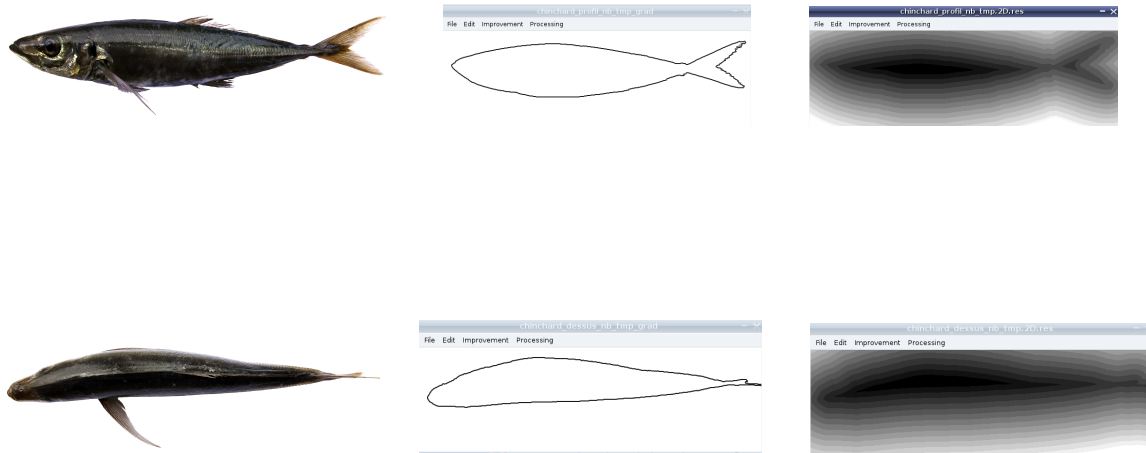 chinchard_profil_nb_tmp_grad
File Edit Improvement Processing
chinchard_profil_nb_tmp.2D.res
File Edit Improvement Processing
chinchard_dessus_nb_tmp_grad
File Edit Improvement Processing
chinchard_dessus_nb_tmp.2D.res
File Edit Improvement Processing